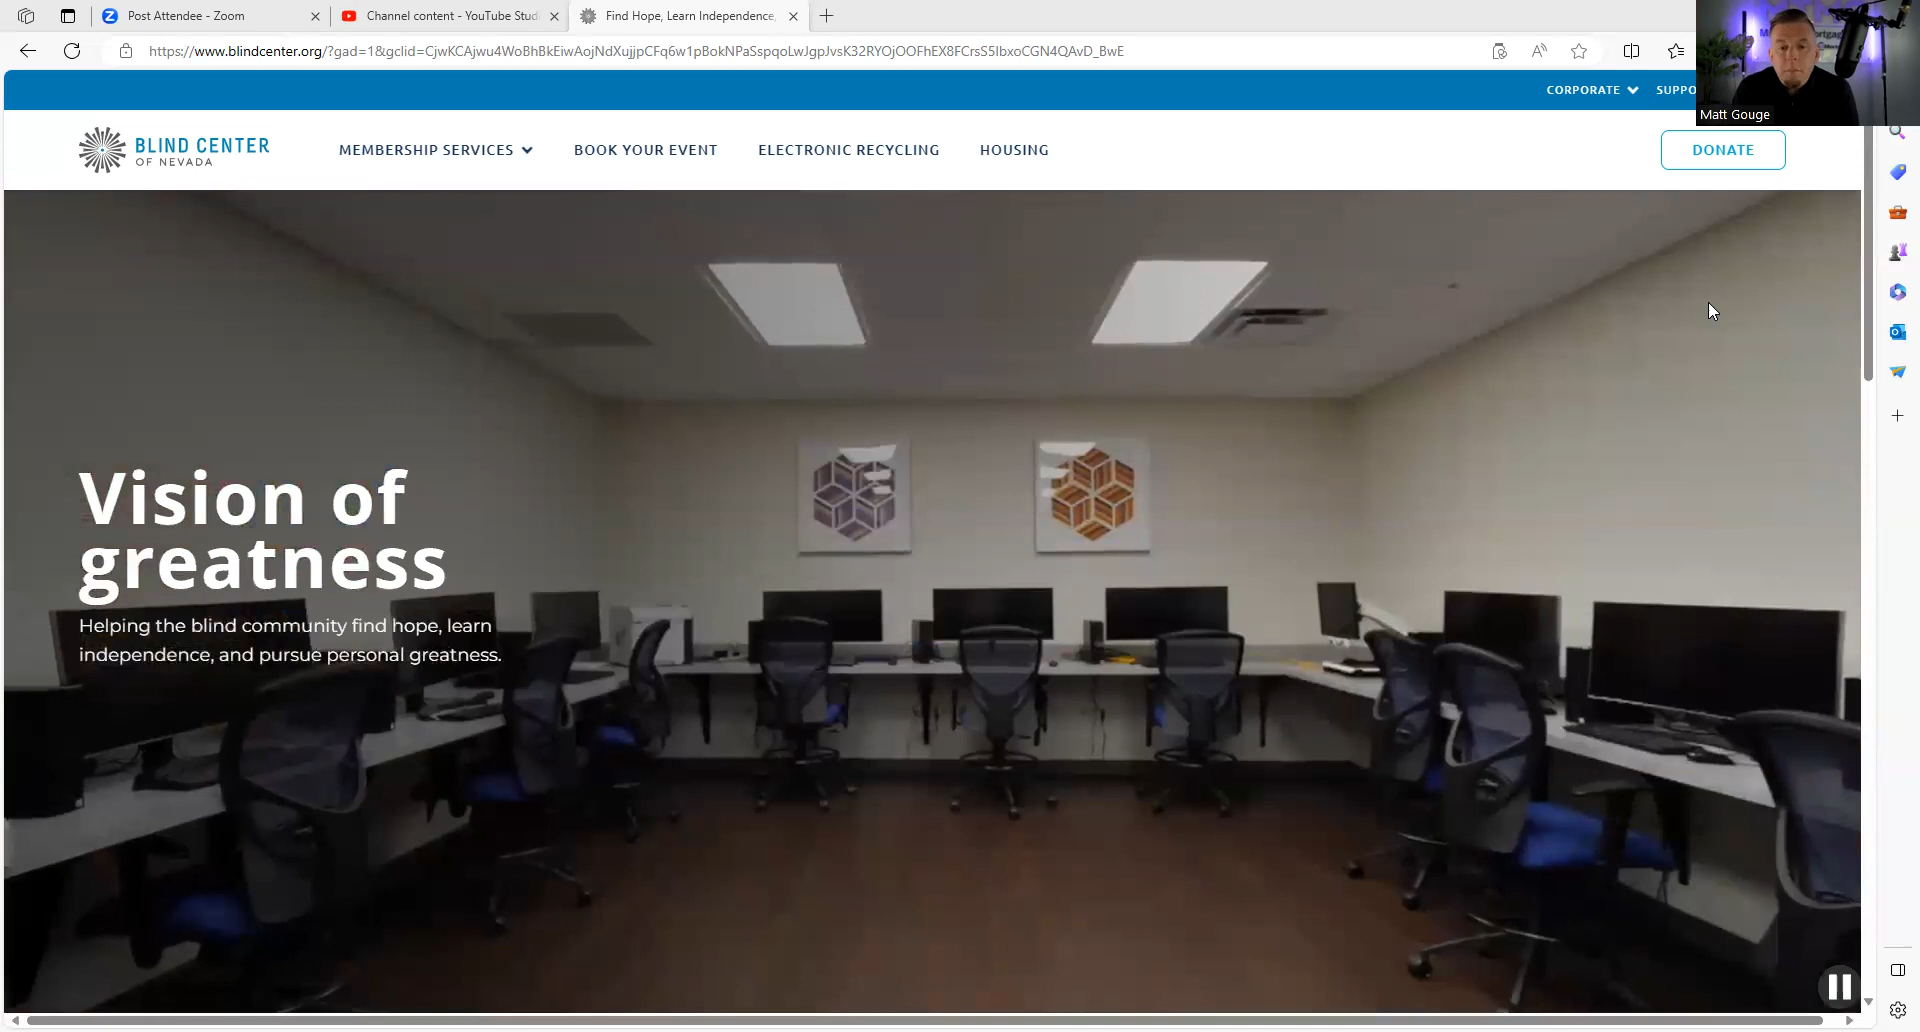 Post Attendee - Zoom
Channel content - YouTube Stud
Find Hope, Learn Independence,
https://www.blindcenter.org/?gad=1&gclid=CjwKCAjwu4WoBhBkEiwAojNdXujjpCFq6w1pBokNPaSspqoLwJgpJvsK32RYOjOOFhEX8FCrsS5IbxoCGN4QAvD_BwE
CORPORATE
SUPPO
Matt Gouge
BLIND CENTER
OF NEVADA
MEMBERSHIP SERVICES
BOOK YOUR EVENT
ELECTRONIC RECYCLING
HOUSING
DONATE
Vision of
greatness
Helping the blind community find hope, learn
independence, and pursue personal greatness.